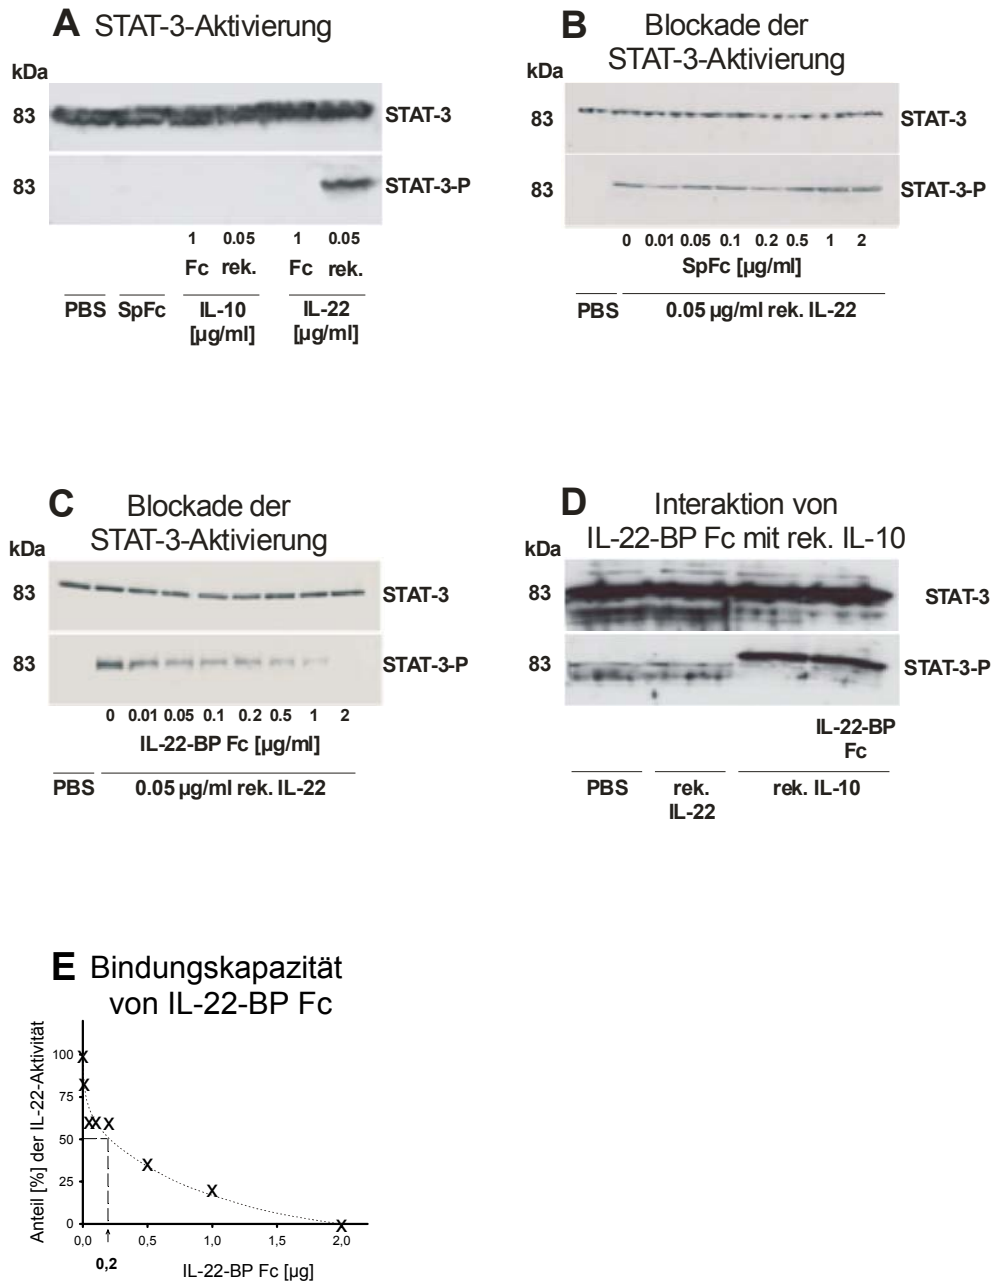 A STAT-3-Aktivierung
kDa
83 STAT-3
83 STAT-3-P
1 0.05 1 0.05
Fc rek. Fc rek.
PBS SpFc IL-10 IL-22
[µg/ml] [µg/ml]
B Blockade der
STAT-3-Aktivierung
kDa
83 STAT-3
83 STAT-3-P
0 0.01 0.05 0.1 0.2 0.5 1 2
SpFc [µg/ml]
PBS 0.05 µg/ml rek. IL-22
C Blockade der
STAT-3-Aktivierung
kDa
83 STAT-3
83 STAT-3-P
0 0.01 0.05 0.1 0.2 0.5 1 2
IL-22-BP Fc [µg/ml]
PBS 0.05 µg/ml rek. IL-22
D Interaktion von
IL-22-BP Fc mit rek. IL-10
kDa
83 STAT-3
83 STAT-3-P
IL-22-BP
Fc
PBS rek. rek. IL-10
IL-22
E Bindungskapazität
von IL-22-BP Fc
Anteil [%] der IL-22-Aktivität
100
75
50
25
0
0,0 0,5 1,0 1,5 2,0
0,2
IL-22-BP Fc [µg]